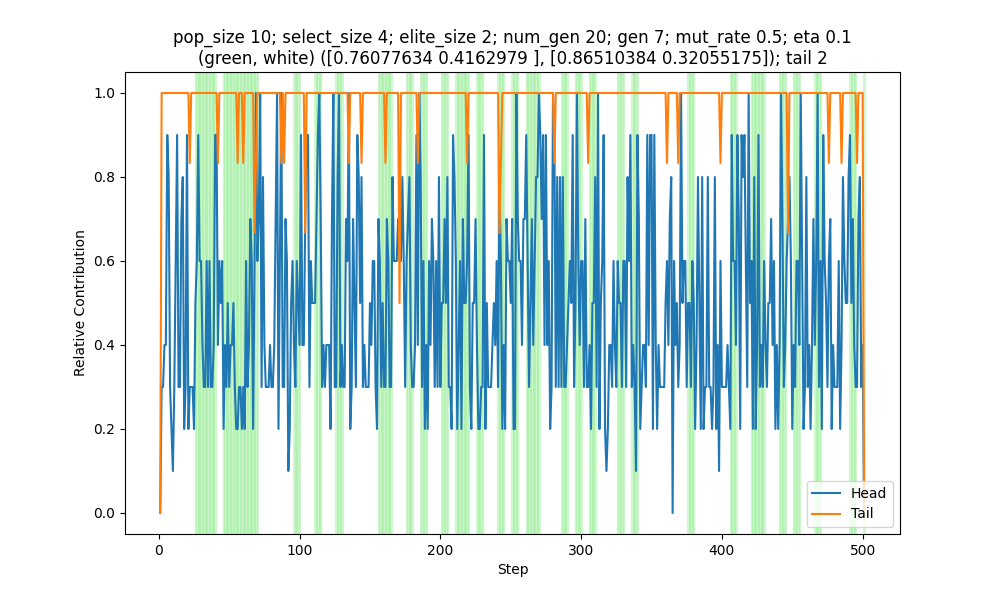 pop_size 10; select_size 4; elite_size 2; num_gen 20; gen 7; mut_rate 0.5; eta 0.1
(green, white) ([0.76077634 0.4162979 ], [0.86510384 0.32055175]); tail 2
1.0
0.8
0.6
0.4
0.2
0.0
Relative Contribution
Head
Tail
0
100
200
300
400
500
Step